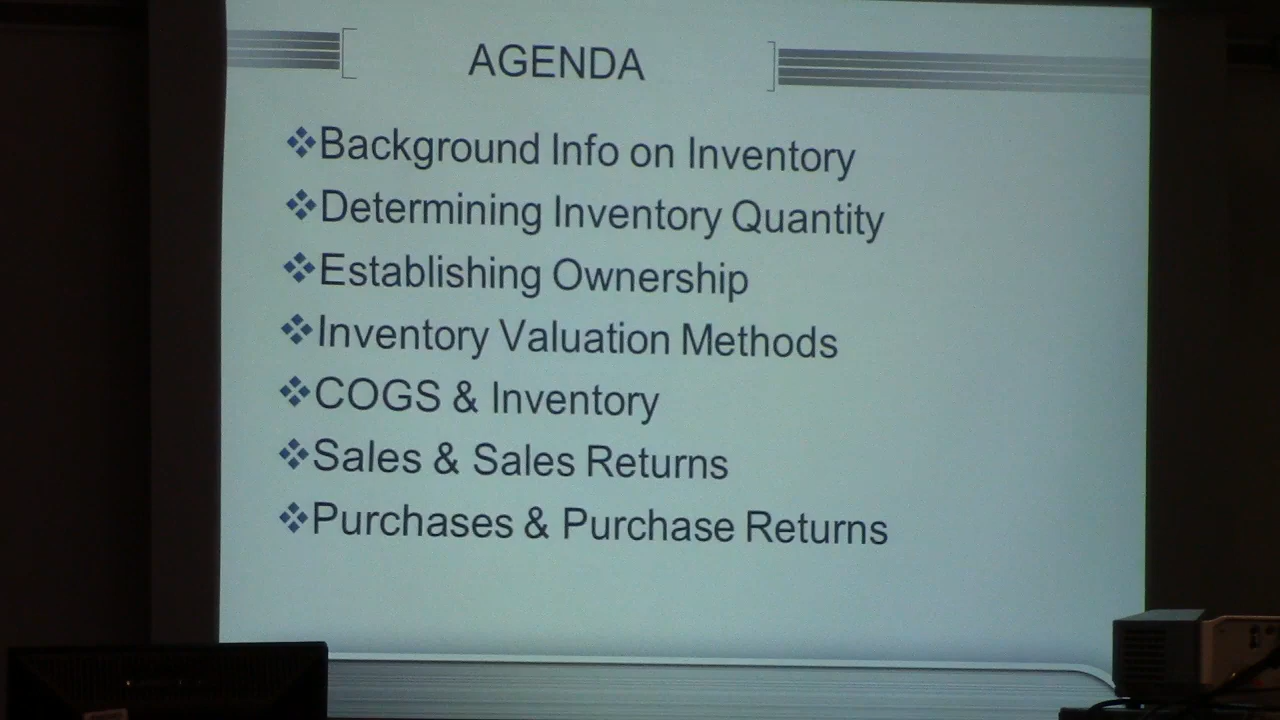 AGENDA
Background Info on Inventory
Determining Inventory Quantity
Establishing Ownership
Inventory Valuation Methods
COGS & Inventory
Sales & Sales Returns
Purchases & Purchase Returns